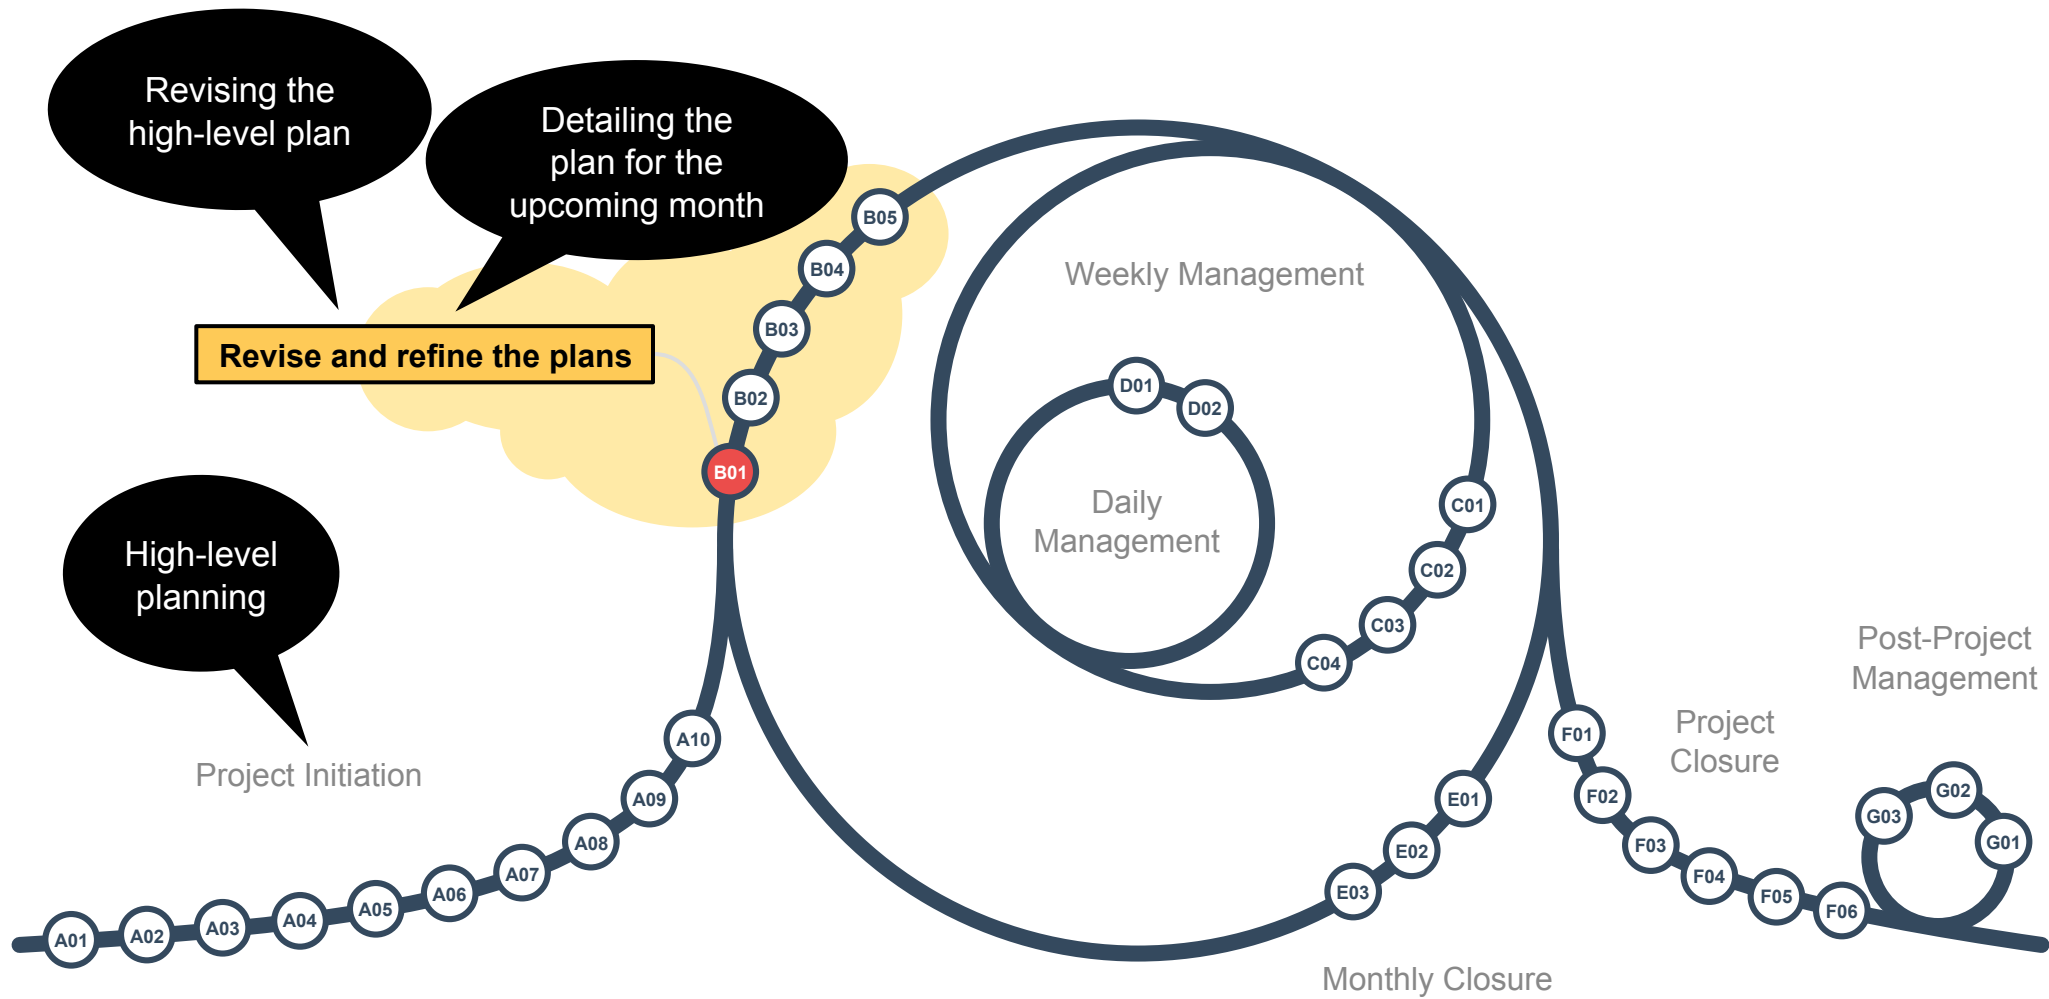 Revising the
high-level plan
Detailing the
plan for the
upcoming month
Revise and refine the plans
High-level
planning
Project Initiation
A01
A02
A03
A04
A05
A06
A07
A08
A09
A10
B01
B02
B03
B04
B05
Weekly Management
C01
C02
C03
C04
Daily
Management
D01
D02
Monthly Closure
E01
E02
E03
Project
Closure
F01
F02
F03
F04
F05
F06
Post-Project
Management
G01
G02
G03